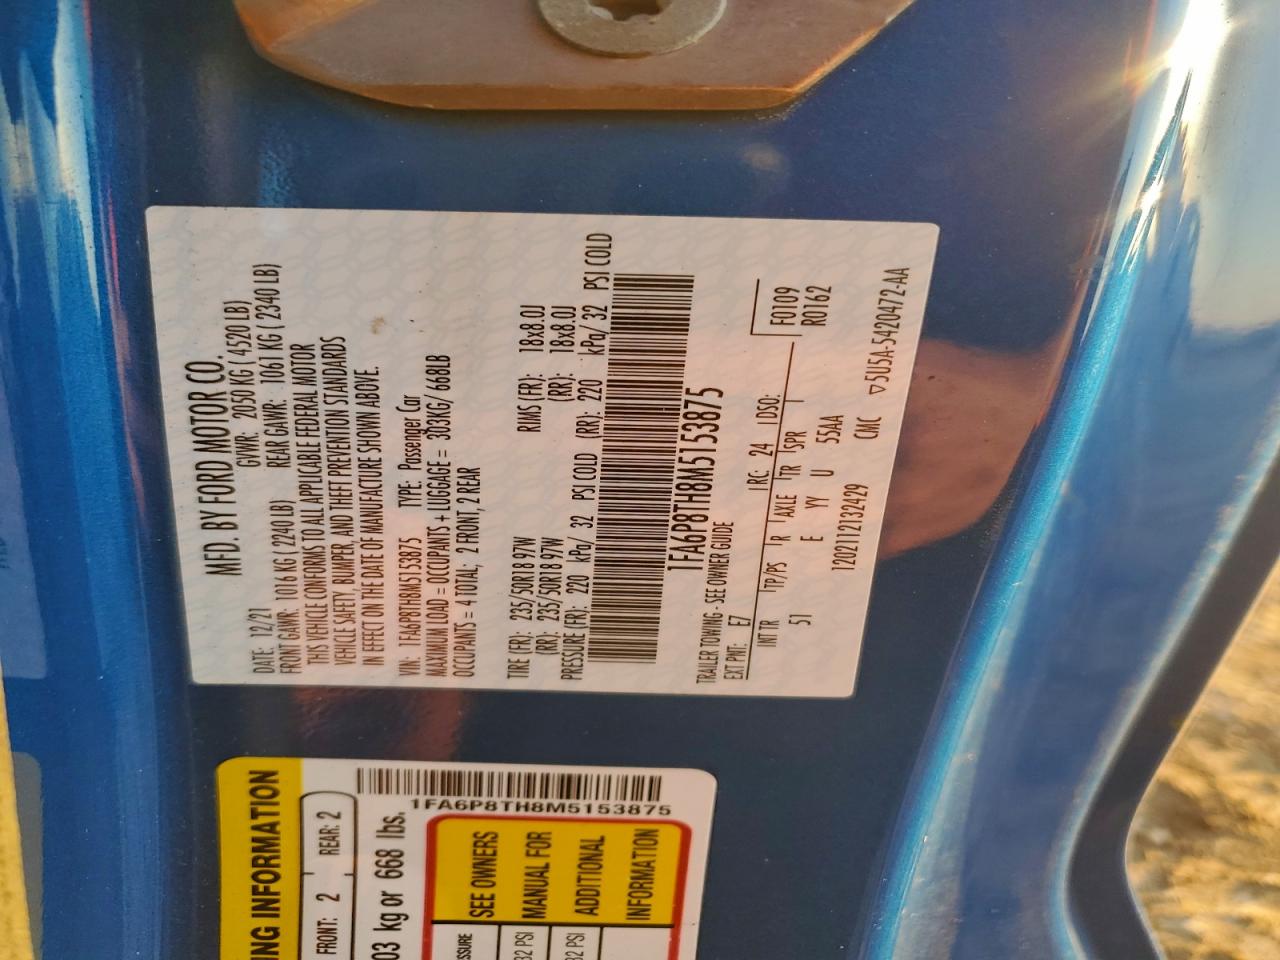 MFD. BY FORD MOTOR CO.
DATE: 12/21 GVWR: 2050 KG ( 4520 LB)
FRONT GAWR: 1016 KG ( 2240 LB) REAR GAWR: 1061 KG ( 2340 LB)
THIS VEHICLE CONFORMS TO ALL APPLICABLE FEDERAL MOTOR
VEHICLE SAFETY, BUMPER, AND THEFT PREVENTION STANDARDS
IN EFFECT ON THE DATE OF MANUFACTURE SHOWN ABOVE.
VIN: 1FA6P8TH8M5153875 TYPE: Passenger Car
MAXIMUM LOAD = OCCUPANTS + LUGGAGE = 303KG/ 668LB
OCCUPANTS = 4 TOTAL; 2 FRONT, 2 REAR
TIRE (FR): 235/50R18 97W RIMS (FR): 18x8.0J
(RR): 235/50R18 97W (RR): 18x8.0J
PRESSURE (FR): 220 kPa/ 32 PSI COLD (RR): 220 kPa/ 32 PSI COLD
1FA6P8TH8M5153875
TRAILER TOWING - SEE OWNER GUIDE
EXT PNT: E7 RC: 24 DSO:
INT TR TP/PS R AXLE TR SPR F0109
51 E YY U 55AA R0162
12021112132429 CMC ▽5U5A-5420472-AA
1FA6P8TH8M5153875
ING INFORMATION
FRONT: 2 REAR: 2
03 kg or 668 lbs.
SSURE SEE OWNERS
32 PSI MANUAL FOR
32 PSI ADDITIONAL
INFORMATION